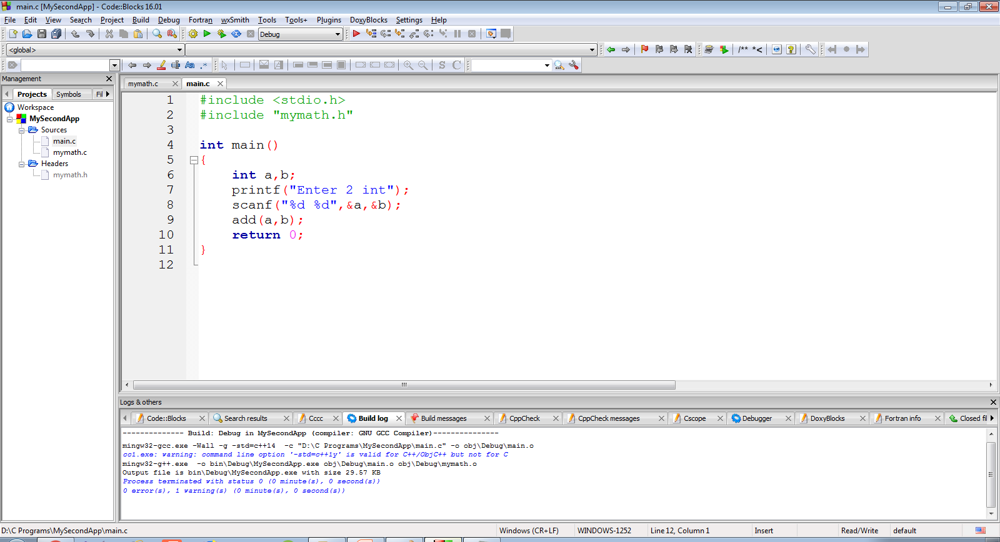 main.c [MySecondApp] - Code::Blocks 16.01
File Edit View Search Project Build Debug Fortran wxSmith Tools Tools+ Plugins DoxyBlocks Settings Help
Debug
<global>
/** *<
Aa .*
S C
Management
Projects Symbols Fil
Workspace
MySecondApp
Sources
main.c
mymath.c
Headers
mymath.h
mymath.c main.c
1 #include <stdio.h>
2 #include "mymath.h"
3
4 int main()
5 {
6 int a,b;
7 printf("Enter 2 int");
8 scanf("%d %d",&a,&b);
9 add(a,b);
10 return 0;
11 }
12
Logs & others
Code::Blocks Search results Cccc Build log Build messages CppCheck CppCheck messages Cscope Debugger DoxyBlocks Fortran info Closed fil
-------------- Build: Debug in MySecondApp (compiler: GNU GCC Compiler)---------------
mingw32-gcc.exe -Wall -g -std=c++14  -c "D:\C Programs\MySecondApp\main.c" -o obj\Debug\main.o
cc1.exe: warning: command line option '-std=c++1y' is valid for C++/ObjC++ but not for C
mingw32-g++.exe  -o bin\Debug\MySecondApp.exe obj\Debug\main.o obj\Debug\mymath.o
Output file is bin\Debug\MySecondApp.exe with size 29.57 KB
Process terminated with status 0 (0 minute(s), 0 second(s))
0 error(s), 1 warning(s) (0 minute(s), 0 second(s))
D:\C Programs\MySecondApp\main.c Windows (CR+LF) WINDOWS-1252 Line 12, Column 1 Insert Read/Write default